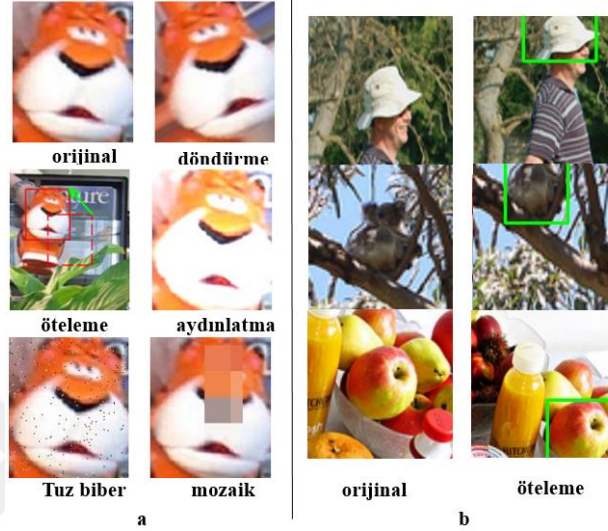 orijinal döndürme
öteleme aydınlatma
Tuz biber mozaik
a
orijinal öteleme
b